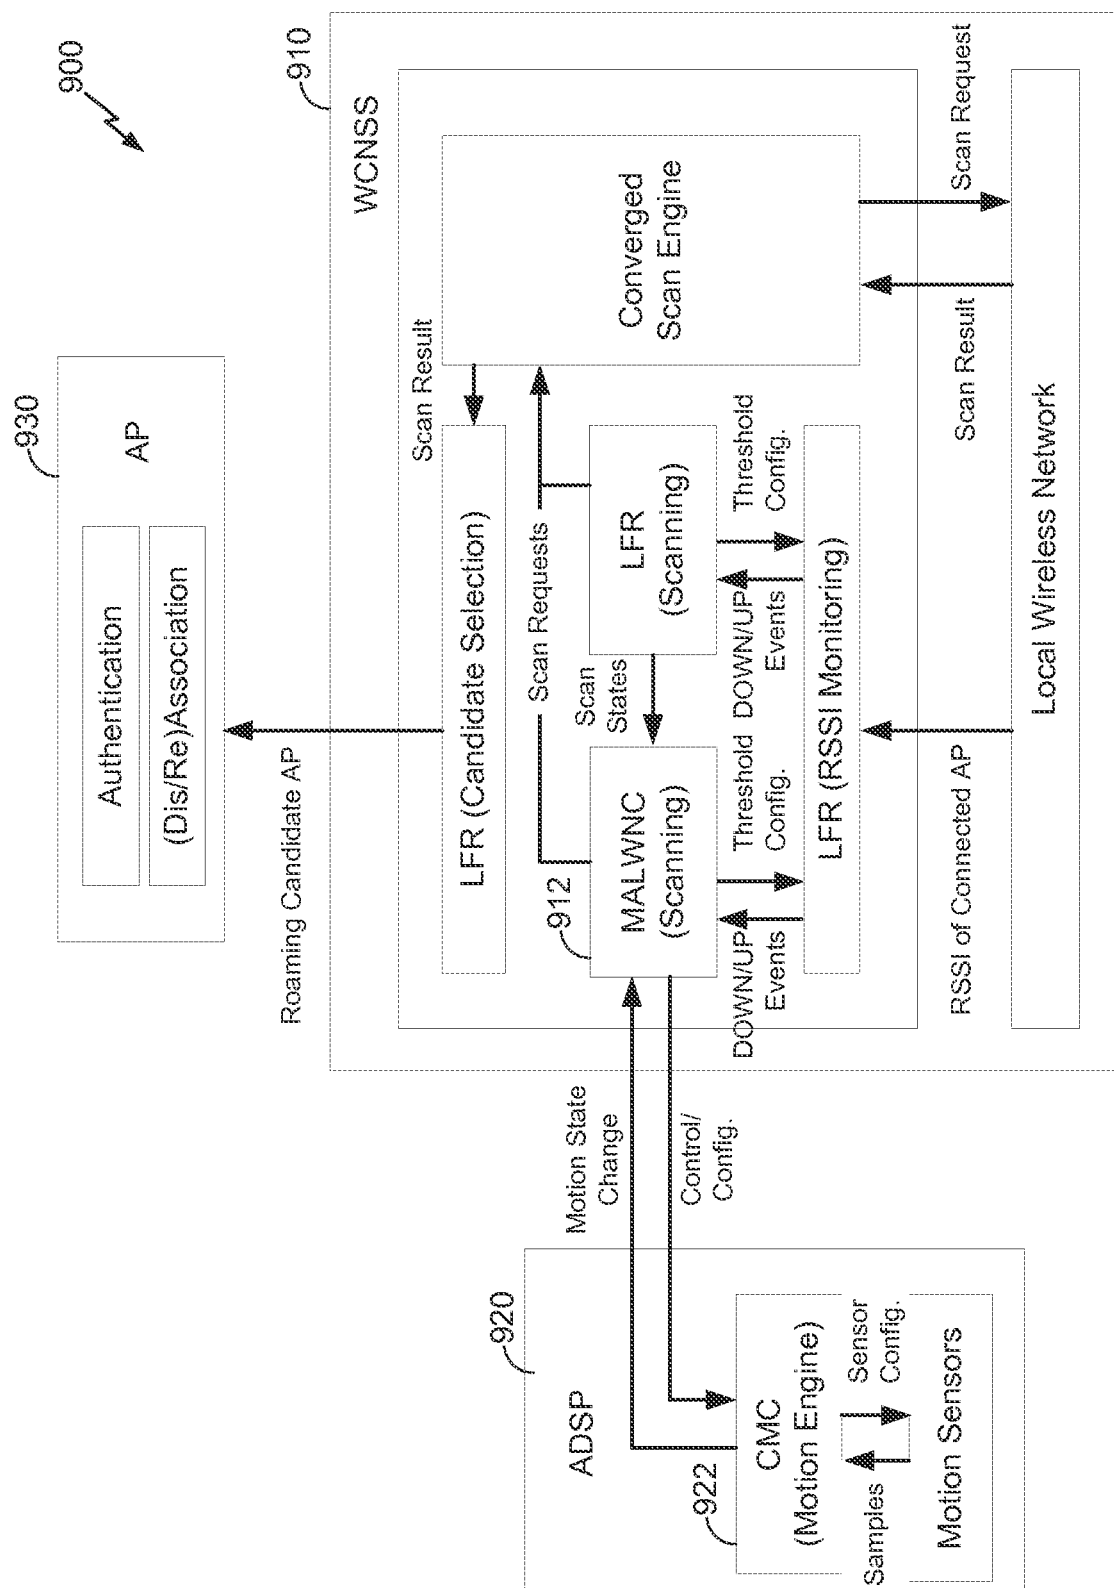 900
930
AP
Authentication
(Dis/Re)Association
Roaming Candidate AP
910
WCNSS
LFR (Candidate Selection)
Scan Result
Converged
Scan Engine
Scan Requests
912
MALWNC
(Scanning)
Scan
States
LFR
(Scanning)
DOWN/UP
Events
Threshold
Config.
DOWN/UP
Events
Threshold
Config.
LFR (RSSI Monitoring)
RSSI of Connected AP
Scan Result
Scan Request
Local Wireless Network
Motion State
Change
Control/
Config.
920
ADSP
922
CMC
(Motion Engine)
Samples
Sensor
Config.
Motion Sensors